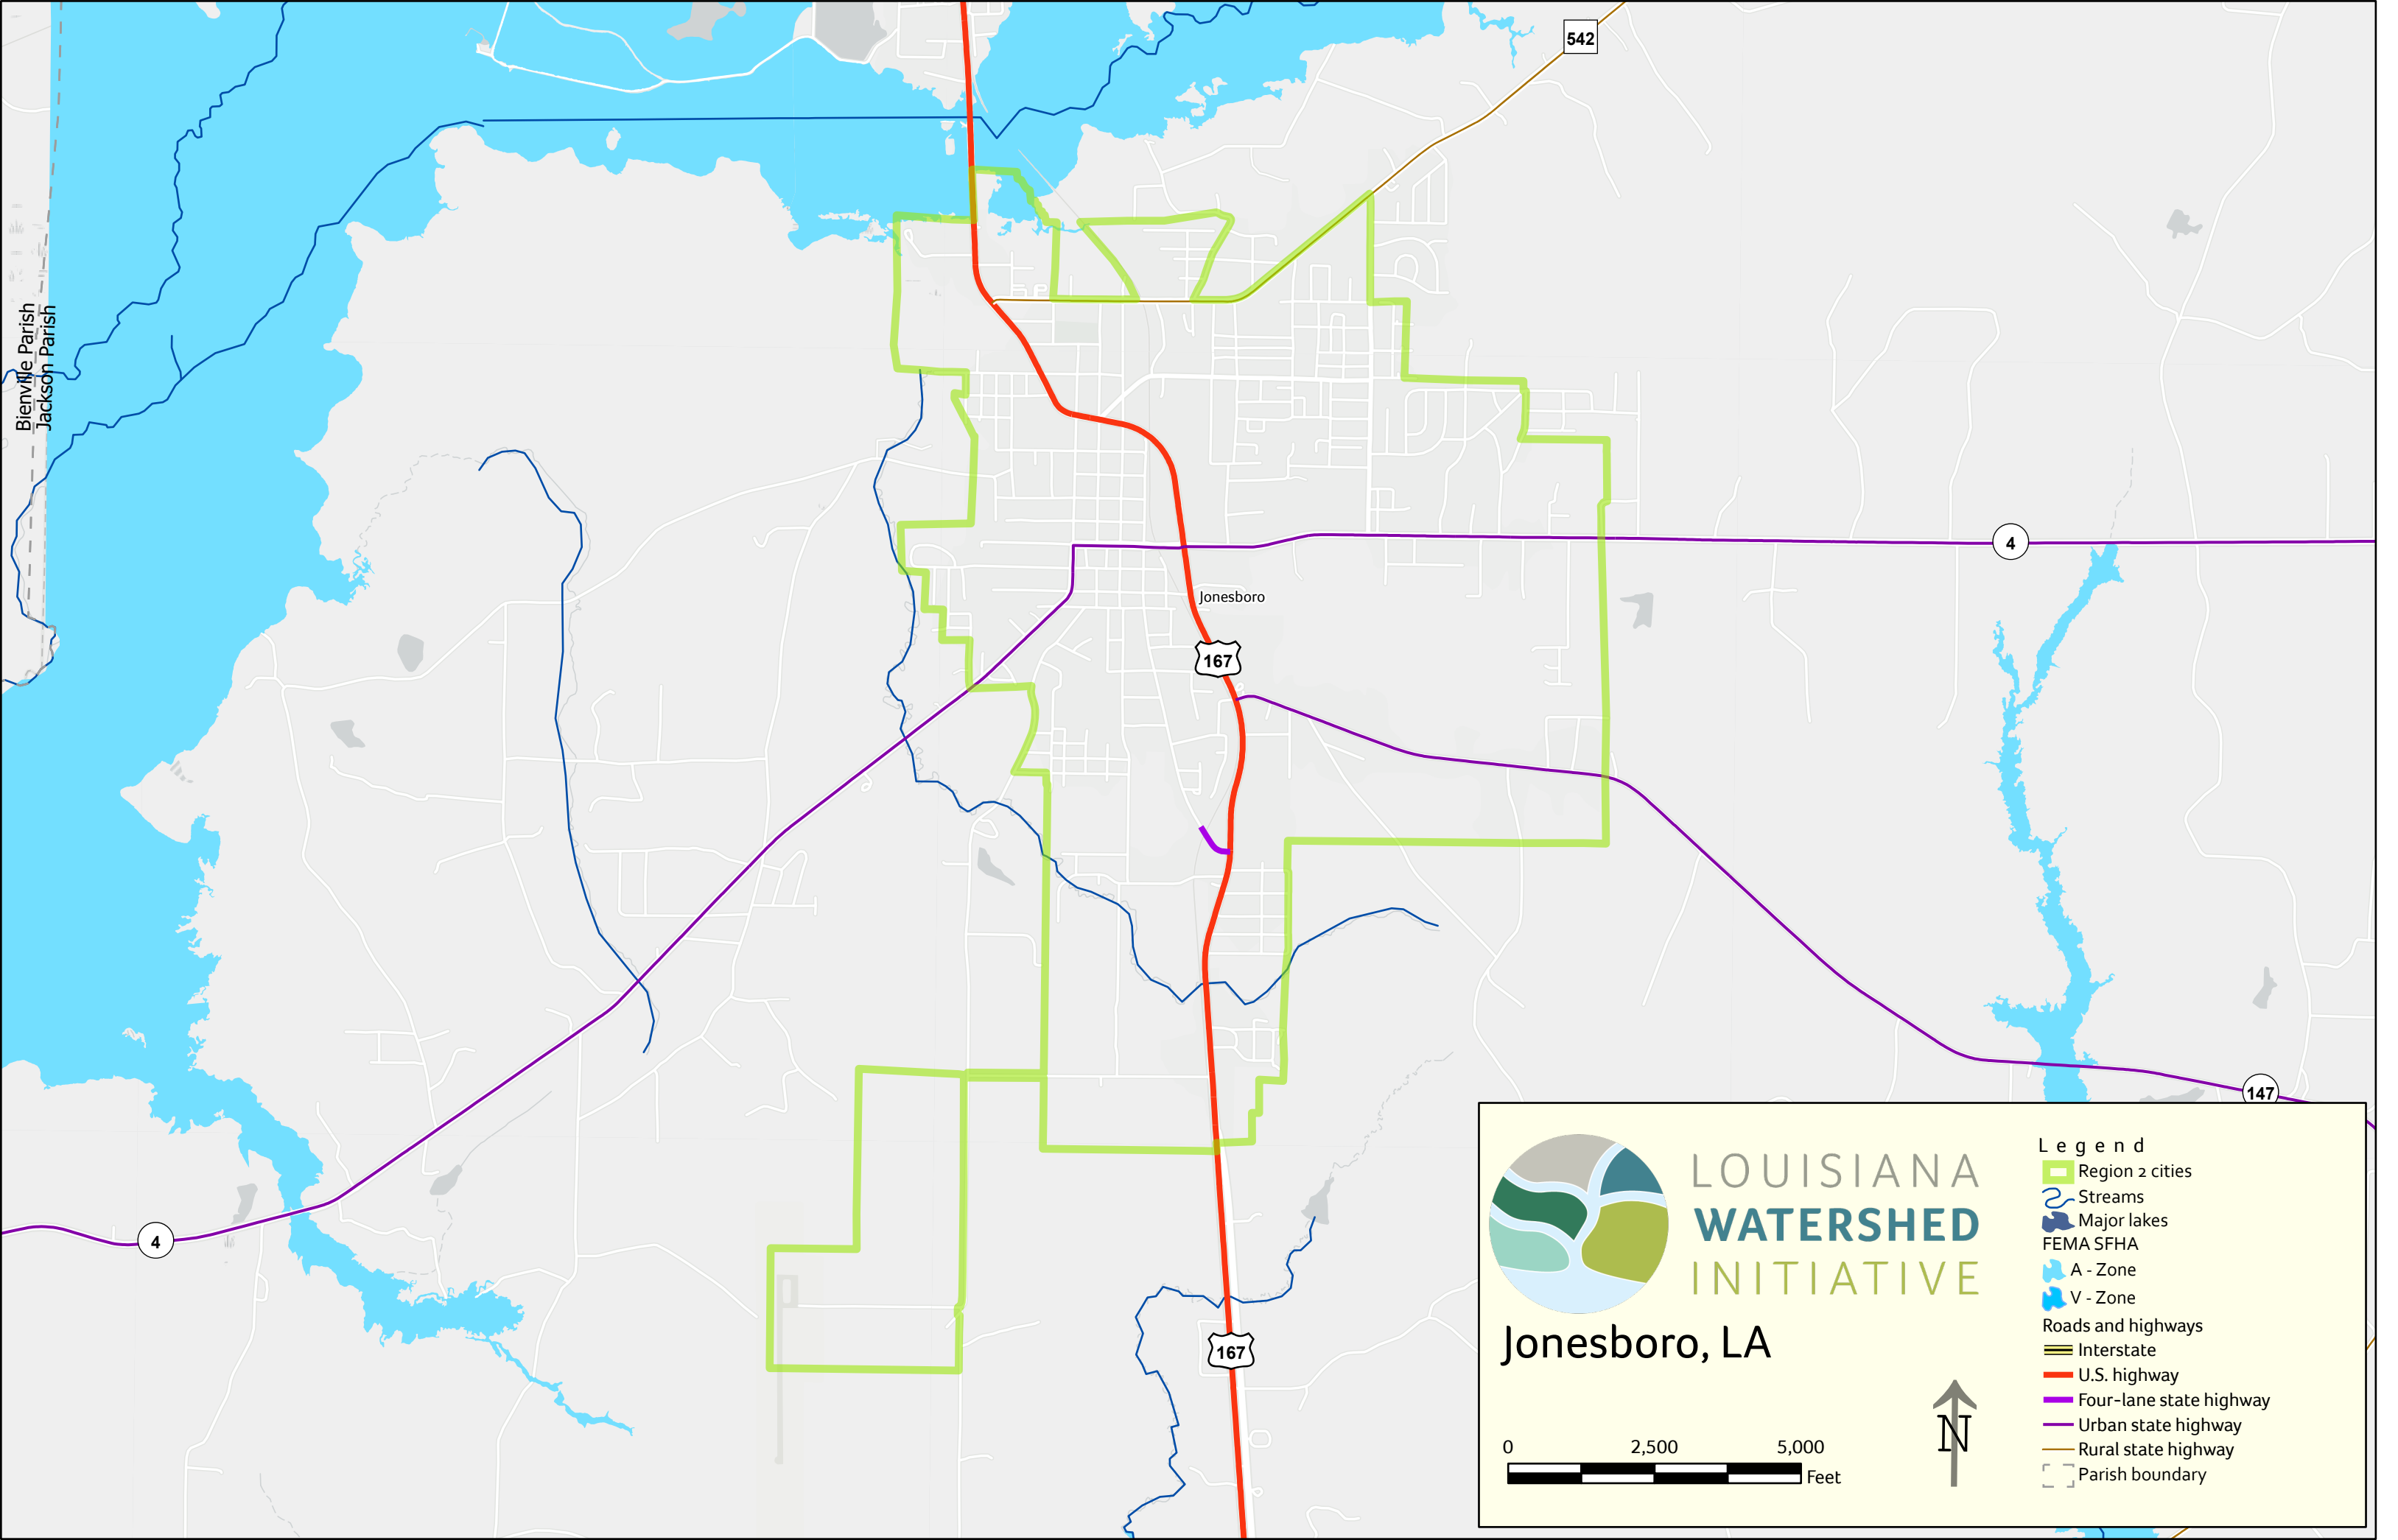 542
Bienville Parish
Jackson Parish
4
Jonesboro
167
147
4
167
LOUISIANA
WATERSHED
INITIATIVE
Jonesboro, LA
N
0 2,500 5,000
Feet
Legend
Region 2 cities
Streams
Major lakes
FEMA SFHA
A - Zone
V - Zone
Roads and highways
Interstate
U.S. highway
Four-lane state highway
Urban state highway
Rural state highway
Parish boundary